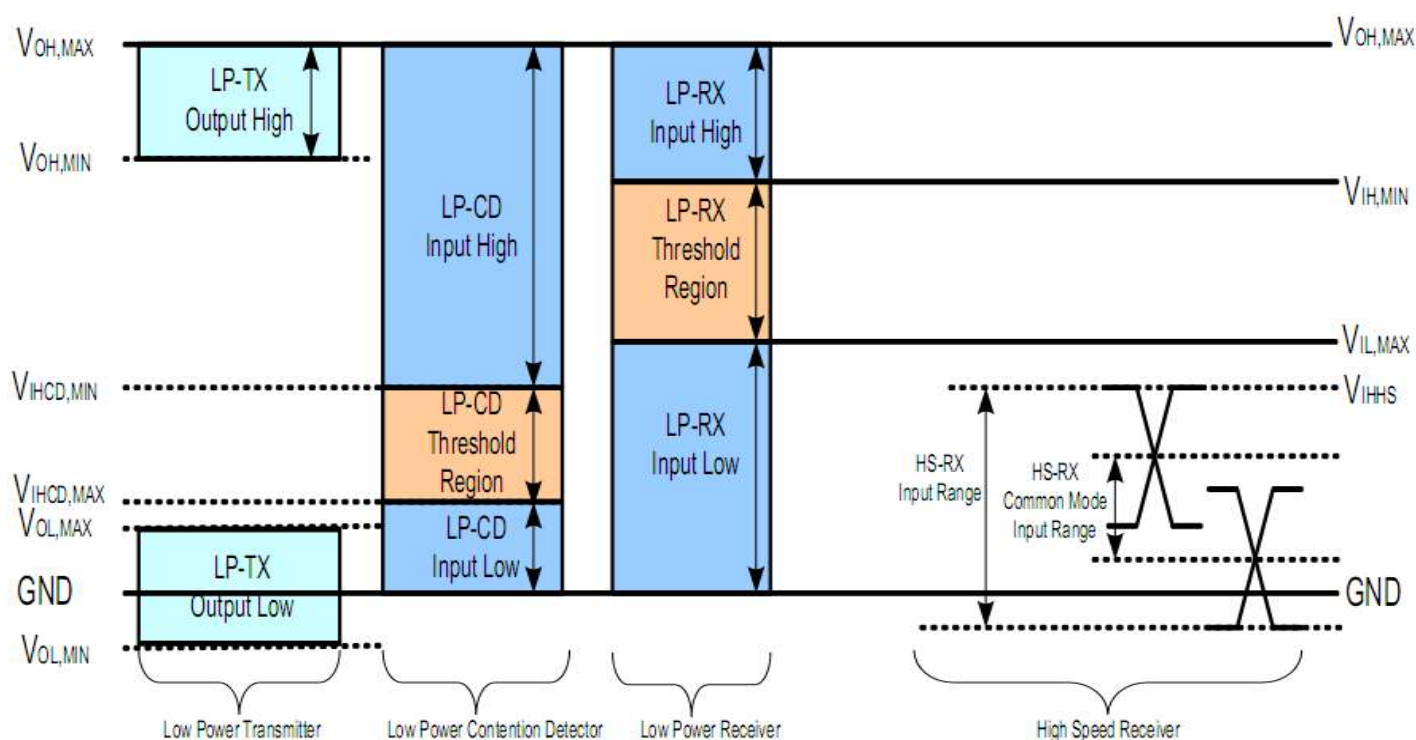 VOH,MAX
VOH,MAX
LP-TX
Output High
LP-RX
Input High
VOH,MIN
VIH,MIN
LP-CD
Input High
LP-RX
Threshold
Region
VIL,MAX
VIHCD,MIN
VIHHS
LP-CD
Threshold
Region
LP-RX
Input Low
HS-RX
Input Range
HS-RX
Common Mode
Input Range
VIHCD,MAX
VOL,MAX
LP-CD
Input Low
LP-TX
Output Low
GND
GND
VOL,MIN
Low Power Transmitter
Low Power Contention Detector
Low Power Receiver
High Speed Receiver